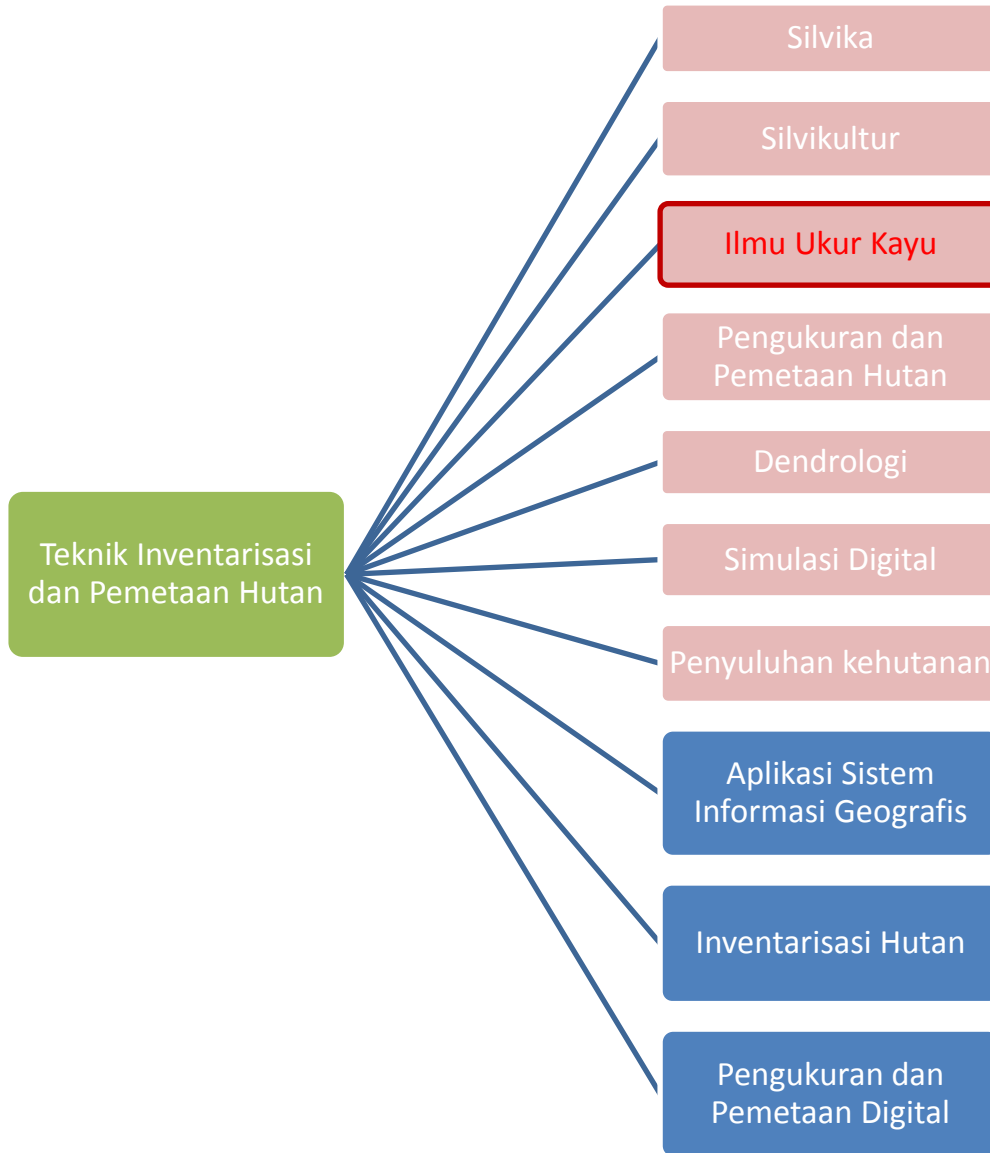 Silvika
Silvikultur
Ilmu Ukur Kayu
Pengukuran dan
Pemetaan Hutan
Dendrologi
Teknik Inventarisasi
dan Pemetaan Hutan
Simulasi Digital
Penyuluhan kehutanan
Aplikasi Sistem
Informasi Geografis
Inventarisasi Hutan
Pengukuran dan
Pemetaan Digital